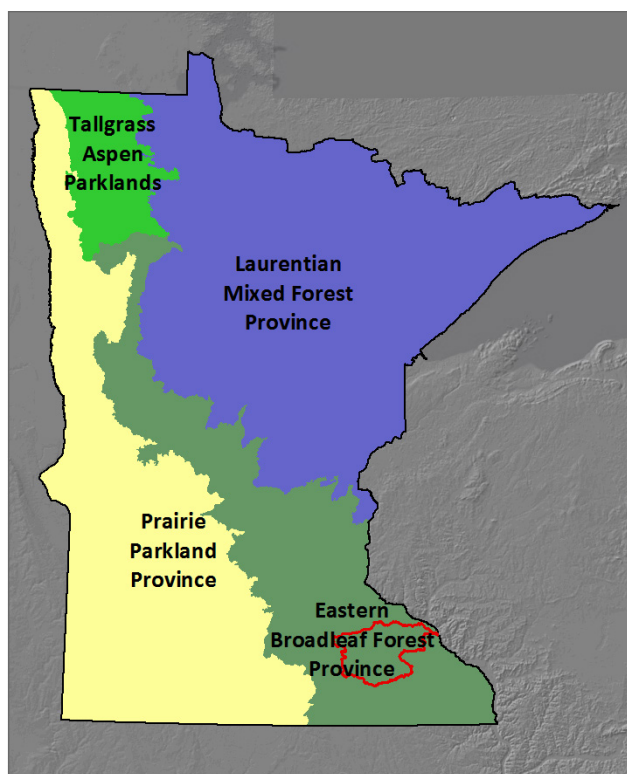 Tallgrass
Aspen
Parklands
Laurentian
Mixed Forest
Province
Prairie
Parkland
Province
Eastern
Broadleaf Forest
Province